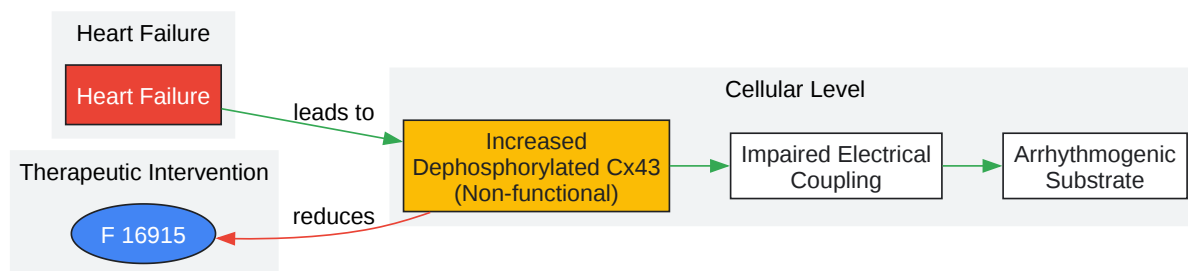 Heart Failure
Heart Failure
leads to
Therapeutic Intervention
F 16915
reduces
Cellular Level
Increased
Dephosphorylated Cx43
(Non-functional)
Impaired Electrical
Coupling
Arrhythmogenic
Substrate